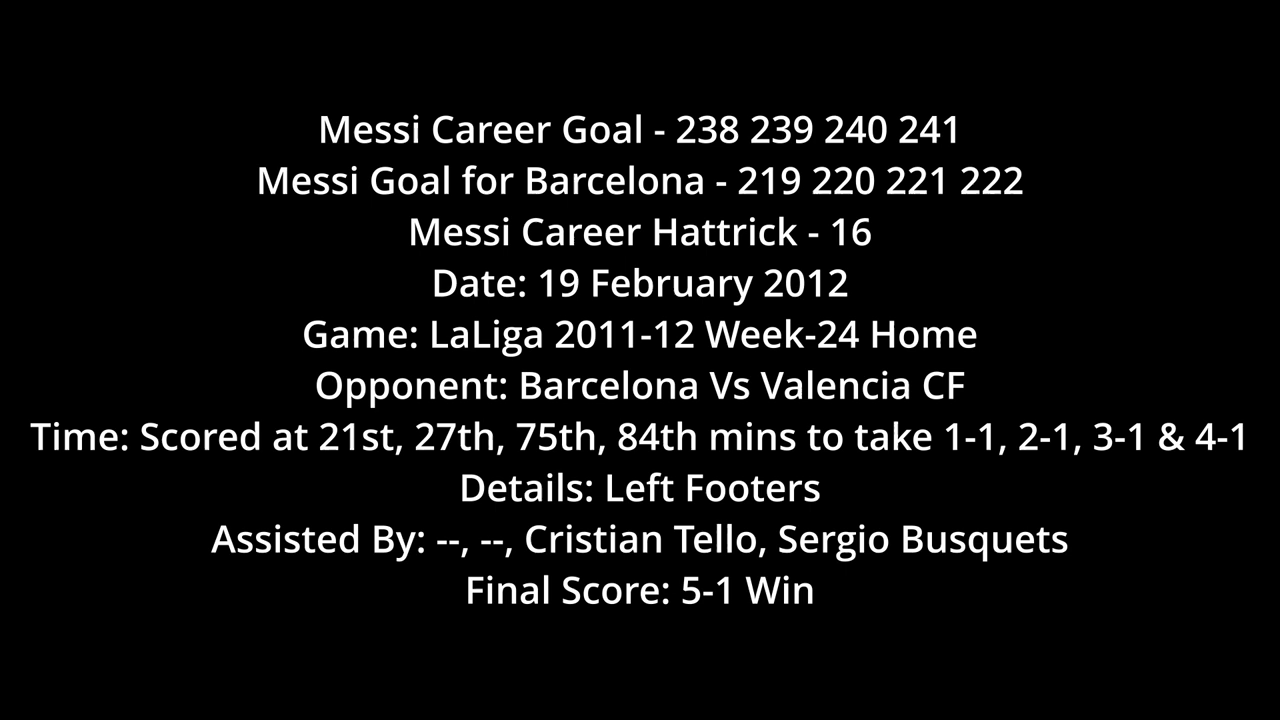 Messi Career Goal - 238 239 240 241
Messi Goal for Barcelona - 219 220 221 222
Messi Career Hattrick - 16
Date: 19 February 2012
Game: LaLiga 2011-12 Week-24 Home
Opponent: Barcelona Vs Valencia CF
Time: Scored at 21st, 27th, 75th, 84th mins to take 1-1, 2-1, 3-1 & 4-1
Details: Left Footers
Assisted By: --, --, Cristian Tello, Sergio Busquets
Final Score: 5-1 Win